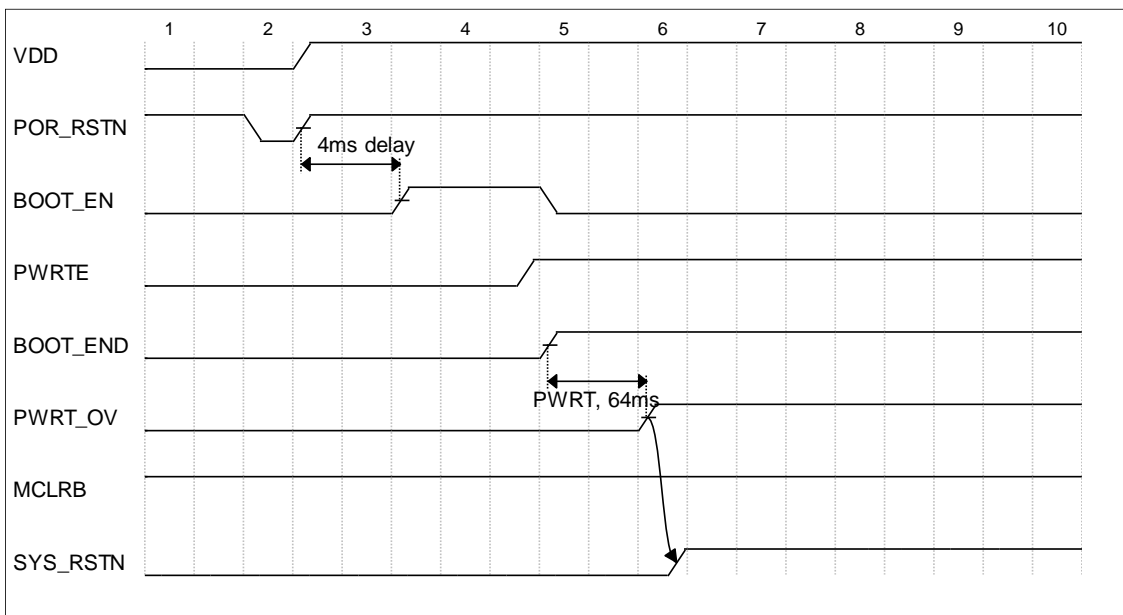 1 2 3 4 5 6 7 8 9 10
VDD
POR_RSTN
4ms delay
BOOT_EN
PWRTE
BOOT_END
PWRT, 64ms
PWRT_OV
MCLRB
SYS_RSTN